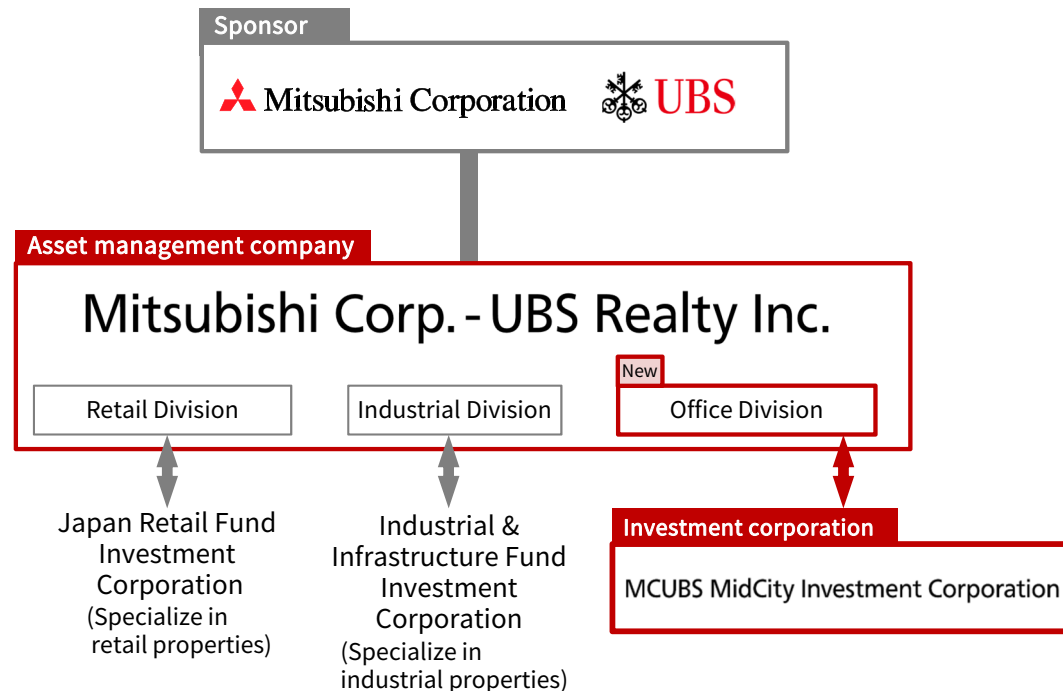 Sponsor
Mitsubishi Corporation
UBS
Asset management company
Mitsubishi Corp. - UBS Realty Inc.
New
Retail Division
Industrial Division
Office Division
Japan Retail Fund
Investment
Corporation
(Specialize in
retail properties)
Industrial &
Infrastructure Fund
Investment
Corporation
(Specialize in
industrial properties)
Investment corporation
MCUBS MidCity Investment Corporation